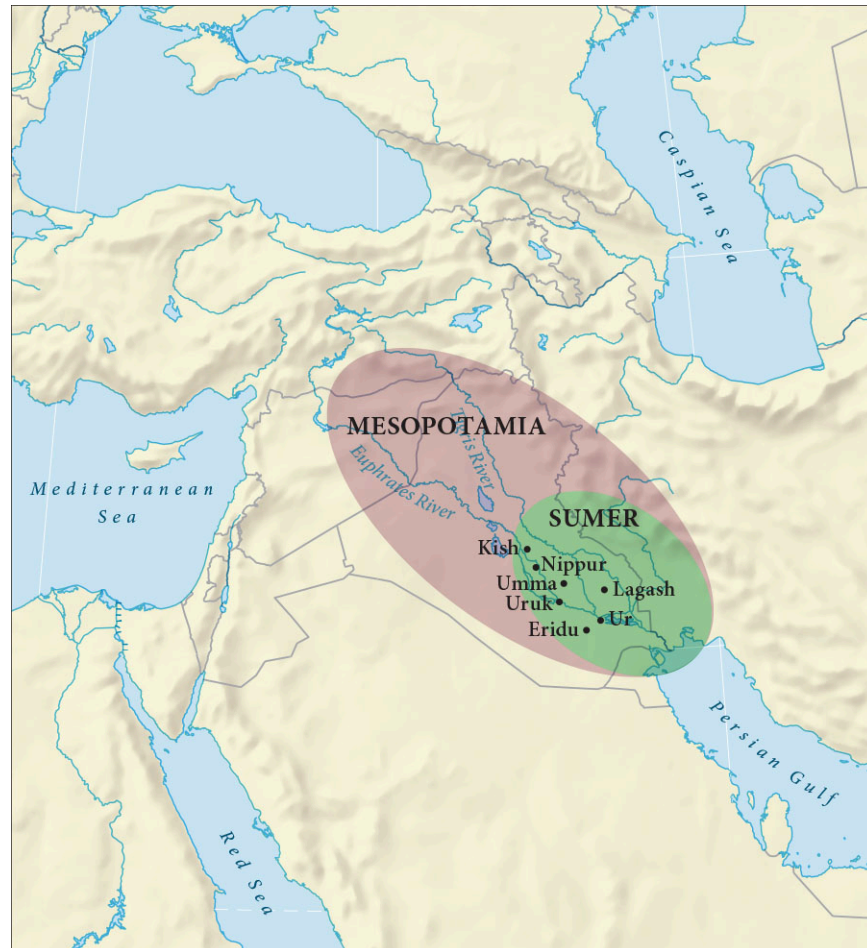 Caspian Sea
MESOPOTAMIA
Tigris River
Euphrates River
Mediterranean
Sea
SUMER
Kish
Nippur
Umma
Lagash
Uruk
Ur
Eridu
Persian Gulf
Red Sea